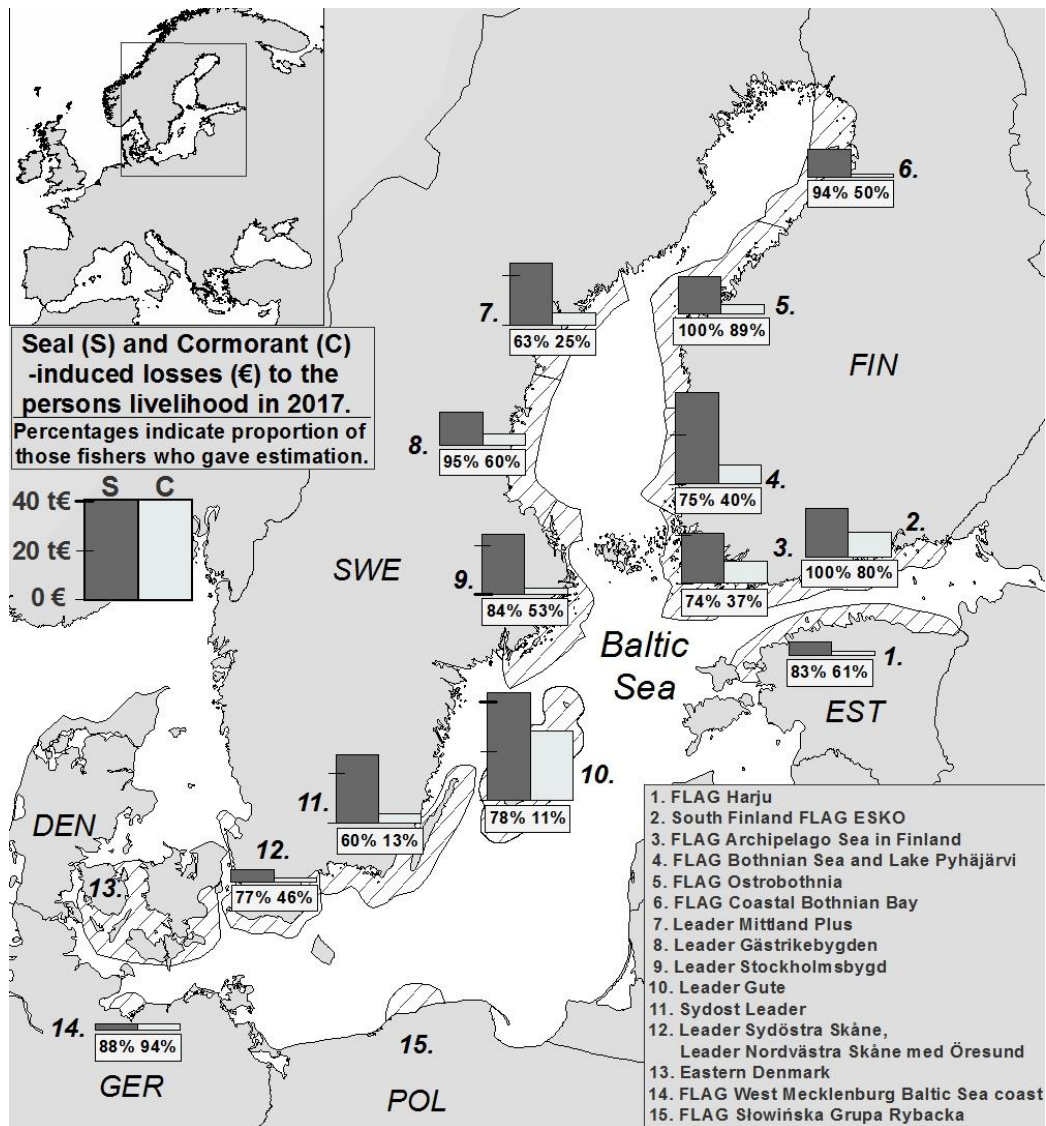 6.
94% 50%
7.
63% 25%
5.
100% 89%
FIN
Seal (S) and Cormorant (C)
-induced losses (€) to the
persons livelihood in 2017.
Percentages indicate proportion of
those fishers who gave estimation.
8.
95% 60%
4.
75% 40%
S C
40 t€
20 t€
0 €
SWE
9.
84% 53%
3.
74% 37%
2.
100% 80%
Baltic
Sea
1.
83% 61%
EST
10.
78% 11%
11.
60% 13%
DEN
12.
77% 46%
13.
14.
88% 94%
GER
15.
POL
1. FLAG Harju
2. South Finland FLAG ESKO
3. FLAG Archipelago Sea in Finland
4. FLAG Bothnian Sea and Lake Pyhäjärvi
5. FLAG Ostrobothnia
6. FLAG Coastal Bothnian Bay
7. Leader Mittland Plus
8. Leader Gästrikebygden
9. Leader Stockholmsbygd
10. Leader Gute
11. Sydost Leader
12. Leader Sydöstra Skåne,
Leader Nordvästra Skåne med Öresund
13. Eastern Denmark
14. FLAG West Mecklenburg Baltic Sea coast
15. FLAG Słowińska Grupa Rybacka